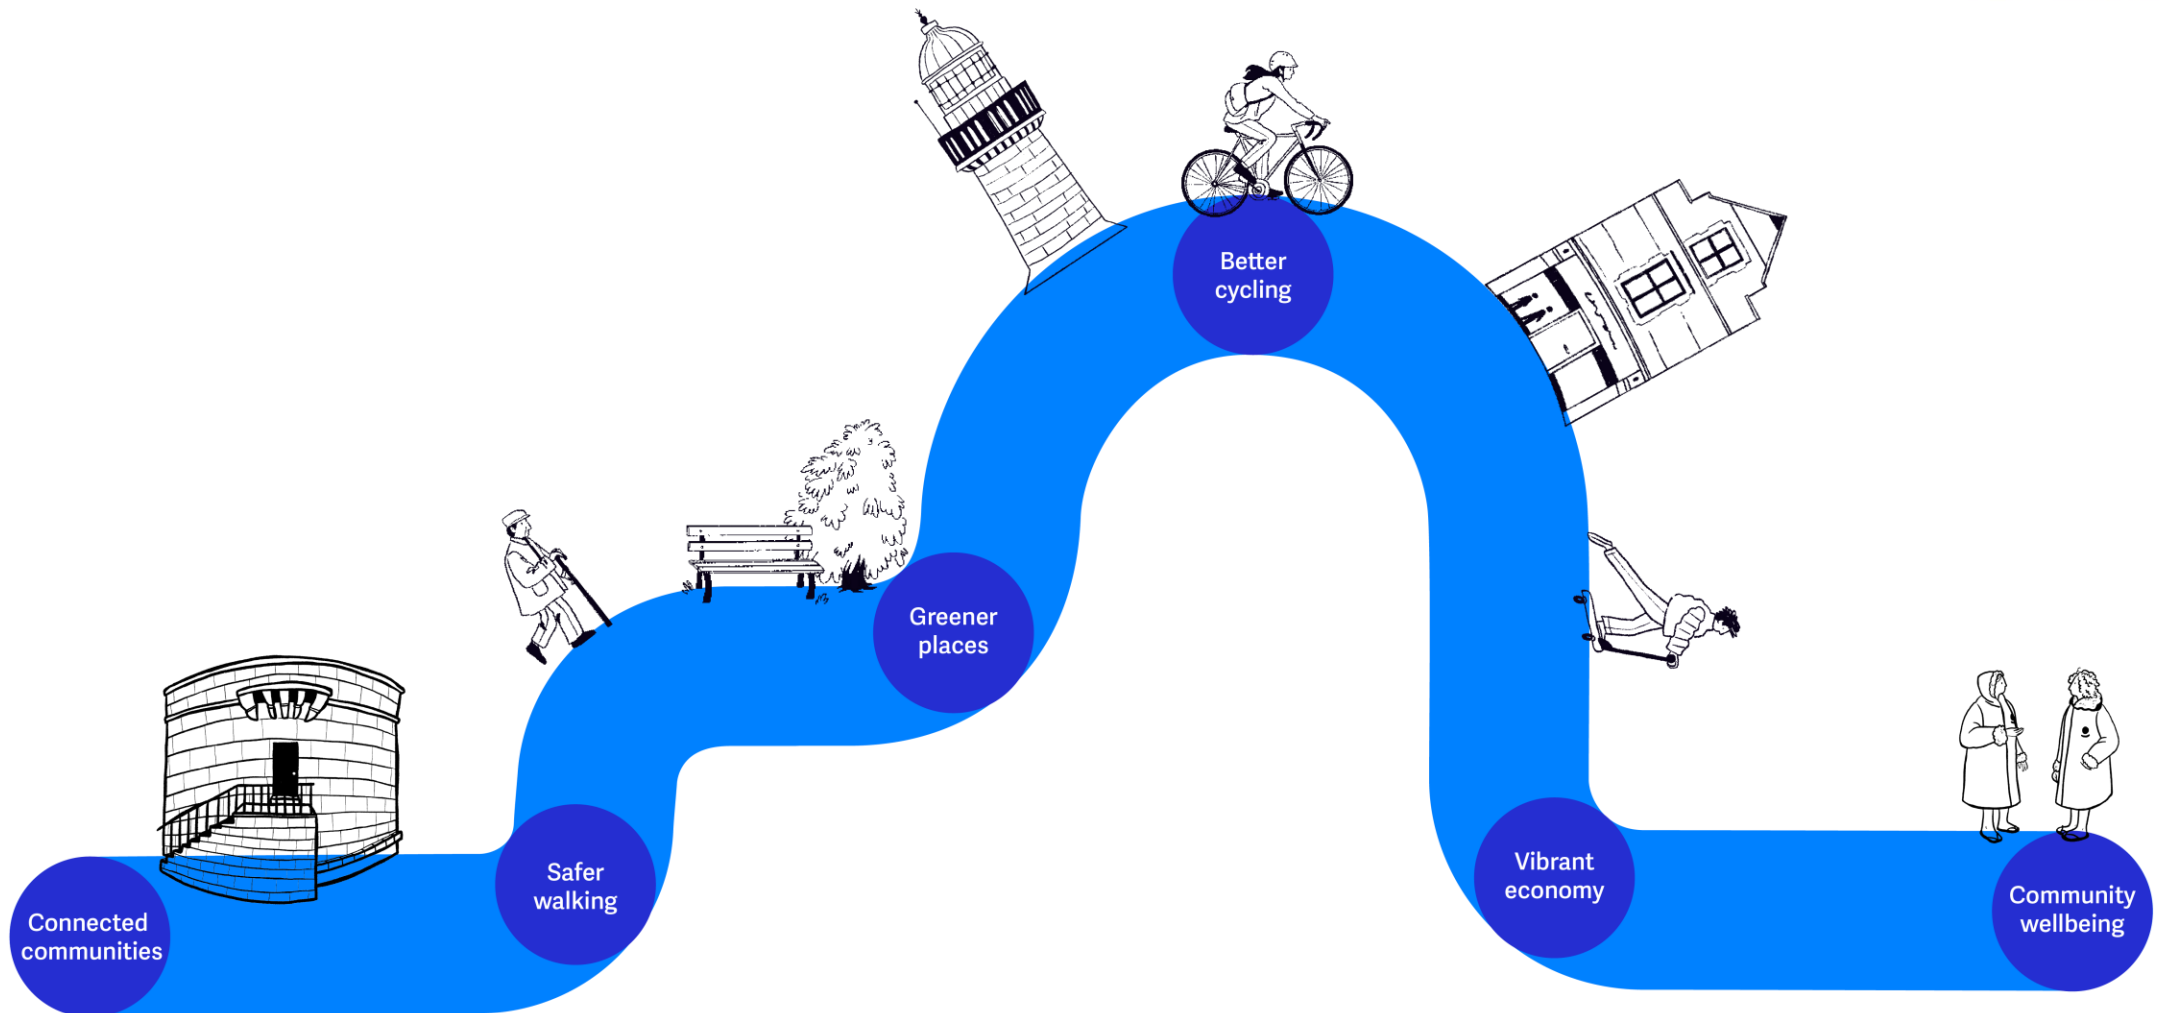 Connected
communities
Safer
walking
Greener
places
Better
cycling
Vibrant
economy
Community
wellbeing